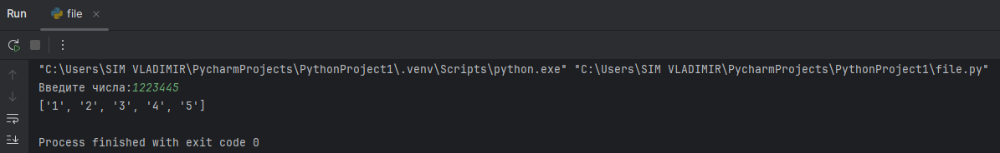 Run file
"C:\Users\SIM VLADIMIR\PycharmProjects\PythonProject1\.venv\Scripts\python.exe" "C:\Users\SIM VLADIMIR\PycharmProjects\PythonProject1\file.py"
Введите числа:1223445
['1', '2', '3', '4', '5']
Process finished with exit code 0